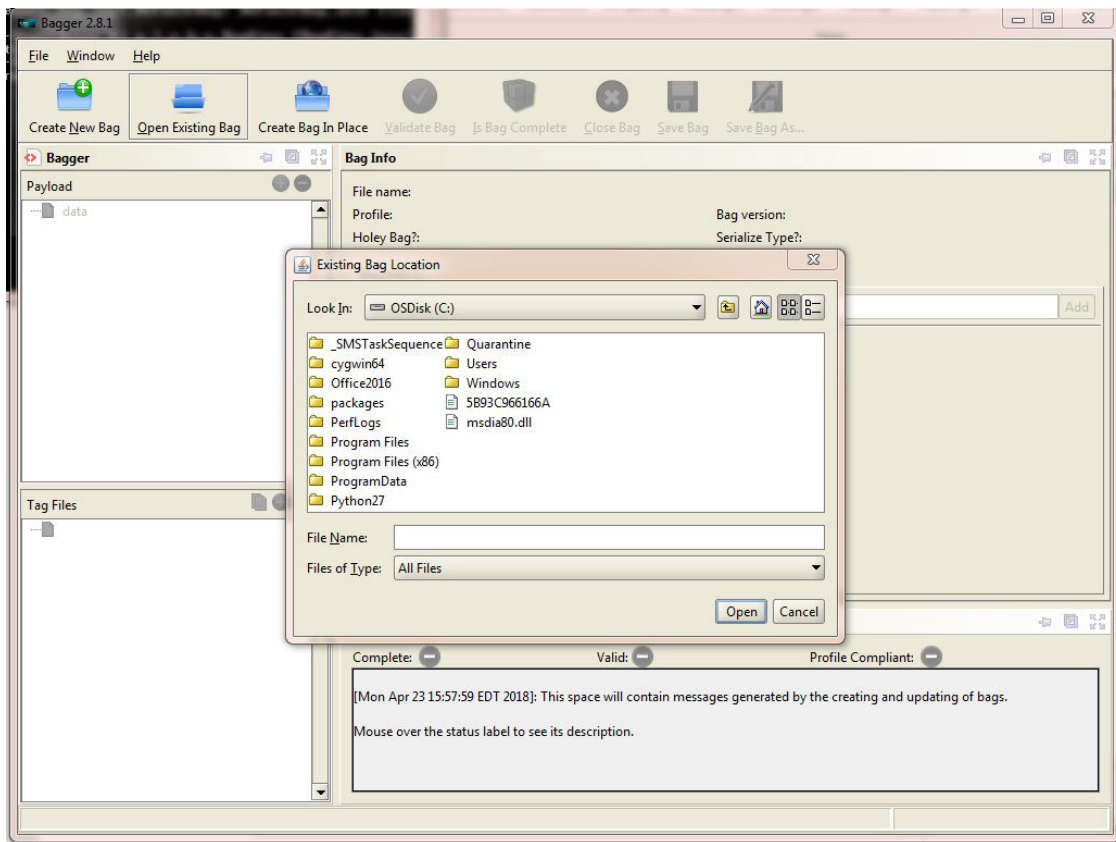 Bagger 2.8.1
File Window Help
Create New Bag Open Existing Bag Create Bag In Place Validate Bag Is Bag Complete Close Bag Save Bag Save Bag As...
Bagger
Payload
data
Tag Files
Bag Info
File name:
Profile: Bag version:
Holey Bag?: Serialize Type?:
Add
Existing Bag Location
Look In: OSDisk (C:)
_SMSTaskSequence Quarantine
cygwin64 Users
Office2016 Windows
packages 5B93C966166A
PerfLogs msdia80.dll
Program Files
Program Files (x86)
ProgramData
Python27
File Name:
Files of Type: All Files
Open Cancel
Complete: Valid: Profile Compliant:
[Mon Apr 23 15:57:59 EDT 2018]: This space will contain messages generated by the creating and updating of bags.
Mouse over the status label to see its description.